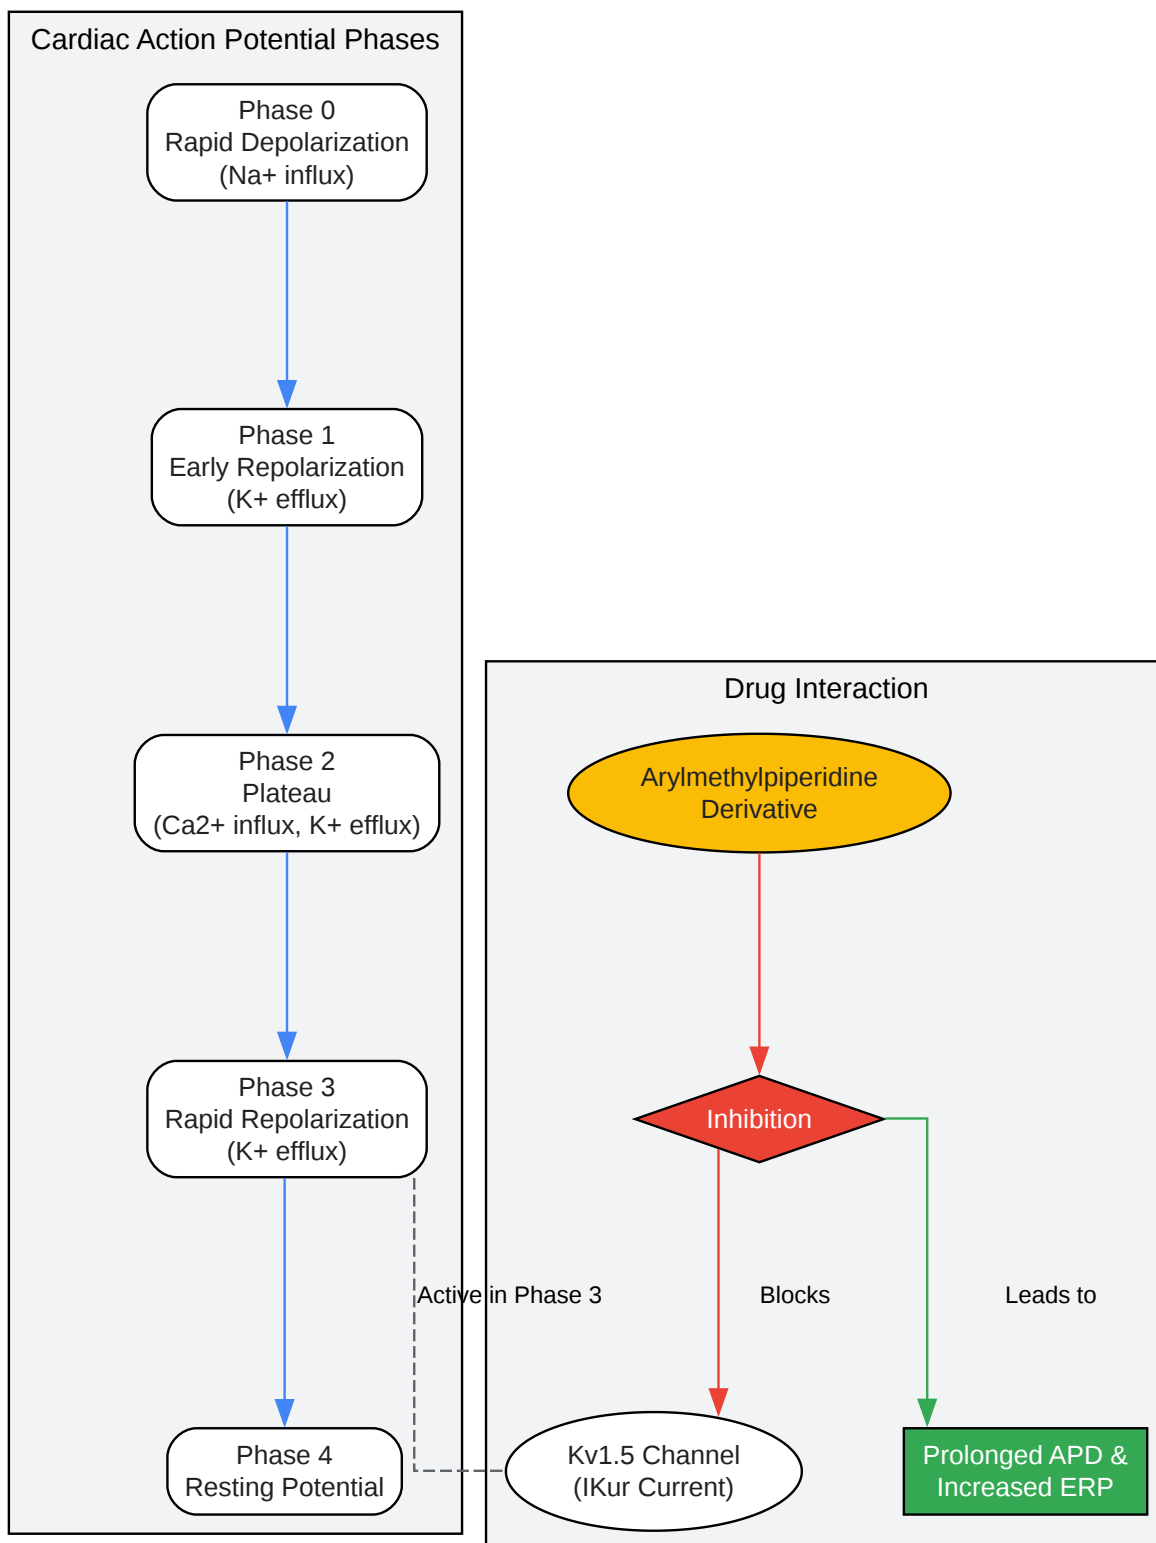 Cardiac Action Potential Phases
Phase 0
Rapid Depolarization
(Na+ influx)
Phase 1
Early Repolarization
(K+ efflux)
Phase 2
Plateau
(Ca2+ influx, K+ efflux)
Phase 3
Rapid Repolarization
(K+ efflux)
Phase 4
Resting Potential
Drug Interaction
Arylmethylpiperidine
Derivative
Inhibition
Active in Phase 3
Blocks
Leads to
Kv1.5 Channel
(IKur Current)
Prolonged APD &
Increased ERP